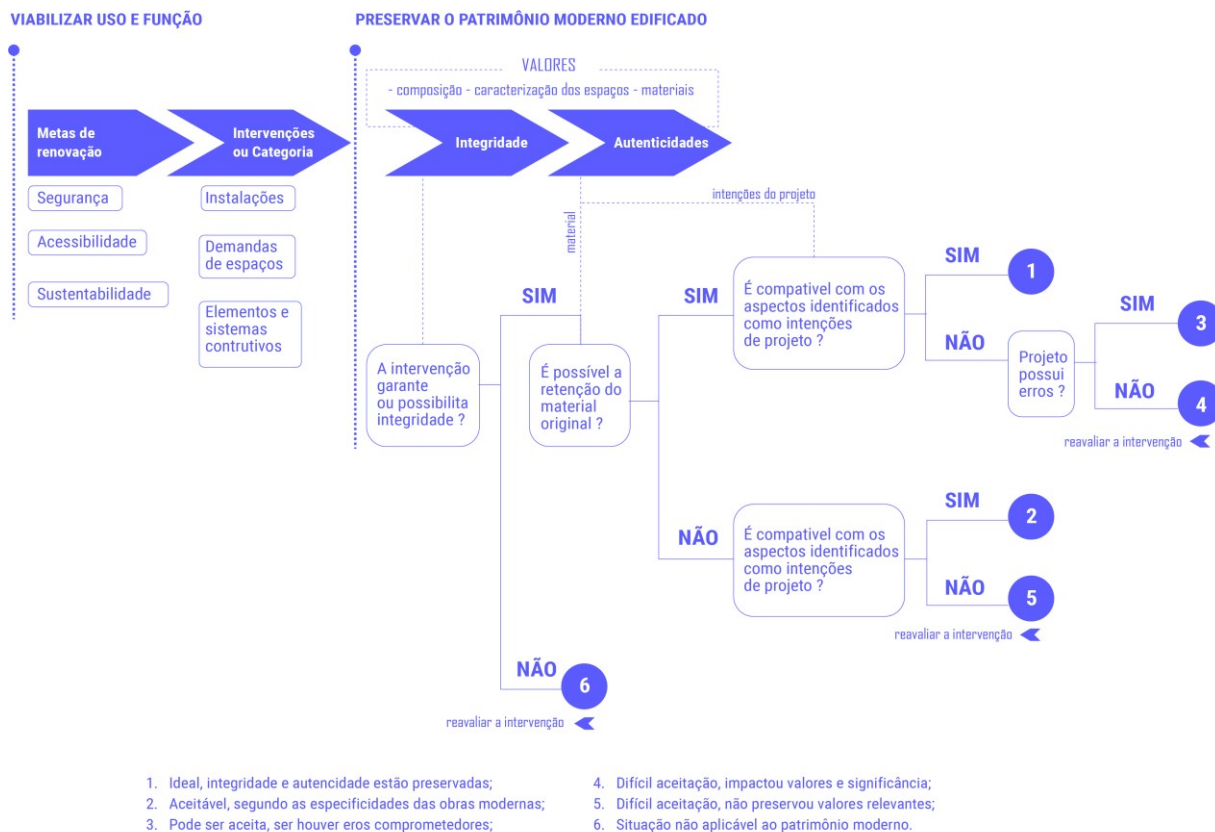 VIABILIZAR USO E FUNÇÃO
PRESERVAR O PATRIMÔNIO MODERNO EDIFICADO
VALORES
- composição - caracterização dos espaços - materiais
Metas de
renovação
Intervenções
ou Categoria
Integridade
Autenticidades
Segurança
Acessibilidade
Sustentabilidade
Instalações
Demandas
de espaços
Elementos e
sistemas
contrutivos
intenções do projeto
material
A intervenção
garante
ou possibilita
integridade ?
SIM
É possível a
retenção do
material
original ?
SIM
É compativel com os
aspectos identificados
como intenções
de projeto ?
SIM
1
NÃO
Projeto
possui
erros ?
SIM
3
NÃO
4
reavaliar a intervenção
NÃO
É compativel com os
aspectos identificados
como intenções
de projeto ?
SIM
2
NÃO
5
reavaliar a intervenção
NÃO
6
reavaliar a intervenção
1. Ideal, integridade e autencidade estão preservadas;
2. Aceitável, segundo as especificidades das obras modernas;
3. Pode ser aceita, ser houver eros comprometedores;
4. Difícil aceitação, impactou valores e significância;
5. Difícil aceitação, não preservou valores relevantes;
6. Situação não aplicável ao patrimônio moderno.